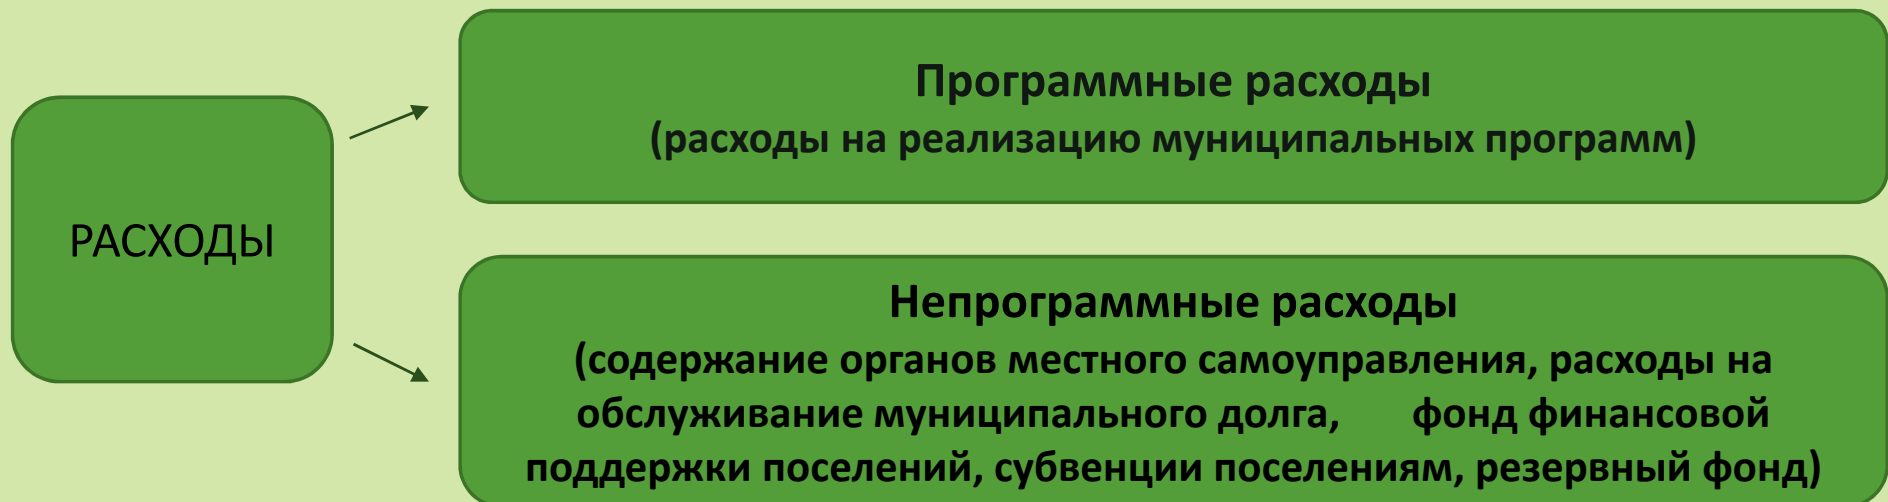 РАСХОДЫ
Программные расходы
(расходы на реализацию муниципальных программ)
Непрограммные расходы
(содержание органов местного самоуправления, расходы на
обслуживание муниципального долга, фонд финансовой
поддержки поселений, субвенции поселениям, резервный фонд)